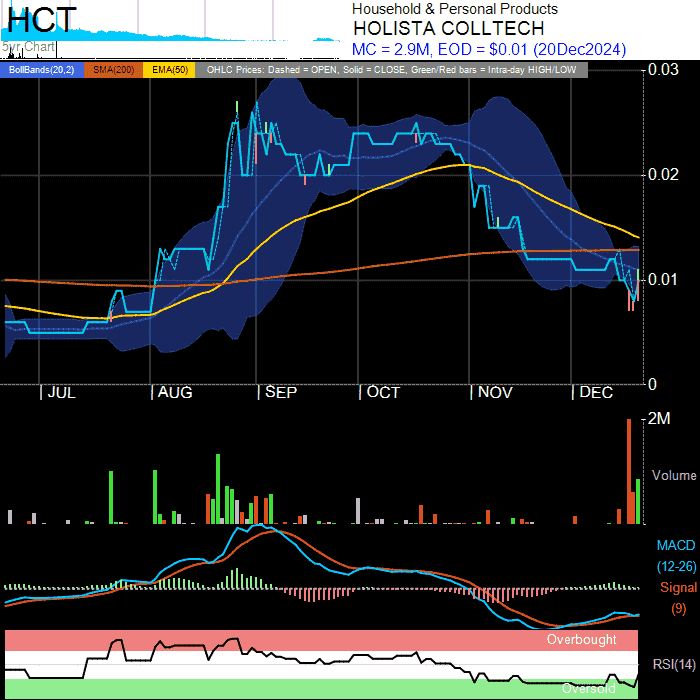 HCT
Household & Personal Products
HOLISTA COLLTECH
MC = 2.9M, EOD = $0.01 (20Dec2024)
5yr Chart
BollBands(20,2) SMA(200) EMA(50) OHLC Prices: Dashed = OPEN, Solid = CLOSE, Green/Red bars = Intra-day HIGH/LOW
0.03
0.02
0.01
0
JUL AUG SEP OCT NOV DEC
2M
Volume
MACD
(12-26)
Signal
(9)
Overbought
RSI(14)
Oversold